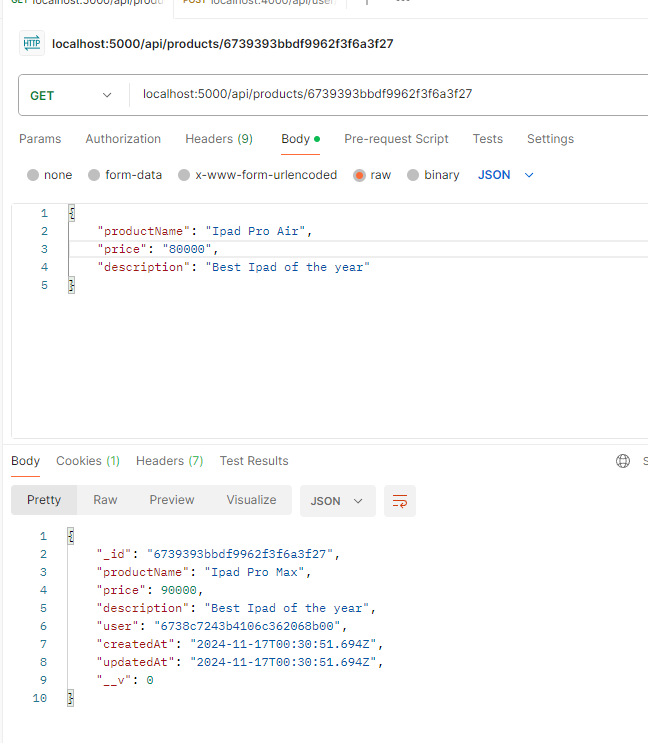 GET localhost:5000/api/produ POST localhost:4000/api/user
HTTP localhost:5000/api/products/6739393bbdf9962f3f6a3f27
GET localhost:5000/api/products/6739393bbdf9962f3f6a3f27
Params Authorization Headers (9) Body Pre-request Script Tests Settings
none form-data x-www-form-urlencoded raw binary JSON
1 {
2 "productName": "Ipad Pro Air",
3 "price": "80000",
4 "description": "Best Ipad of the year"
5 }
Body Cookies (1) Headers (7) Test Results S
Pretty Raw Preview Visualize JSON
1 {
2 "_id": "6739393bbdf9962f3f6a3f27",
3 "productName": "Ipad Pro Max",
4 "price": 90000,
5 "description": "Best Ipad of the year",
6 "user": "6738c7243b4106c362068b00",
7 "createdAt": "2024-11-17T00:30:51.694Z",
8 "updatedAt": "2024-11-17T00:30:51.694Z",
9 "__v": 0
10 }